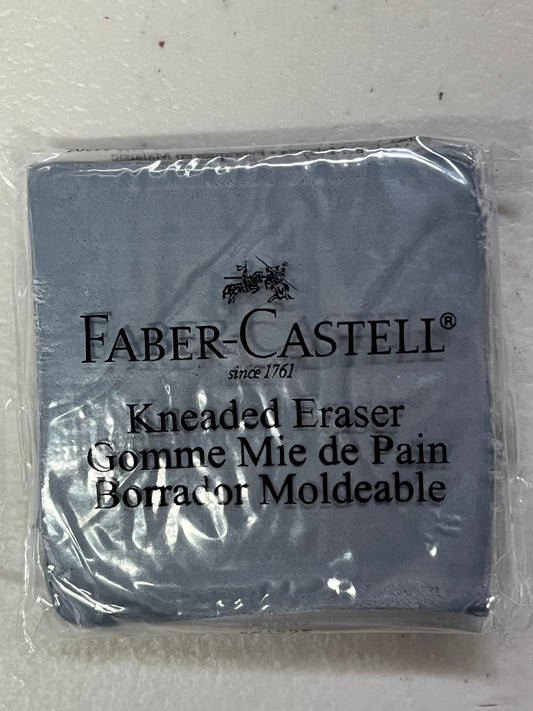 FABER-CASTELL®
since 1761
Kneaded Eraser
Gomme Mie de Pain
Borrador Moldeable